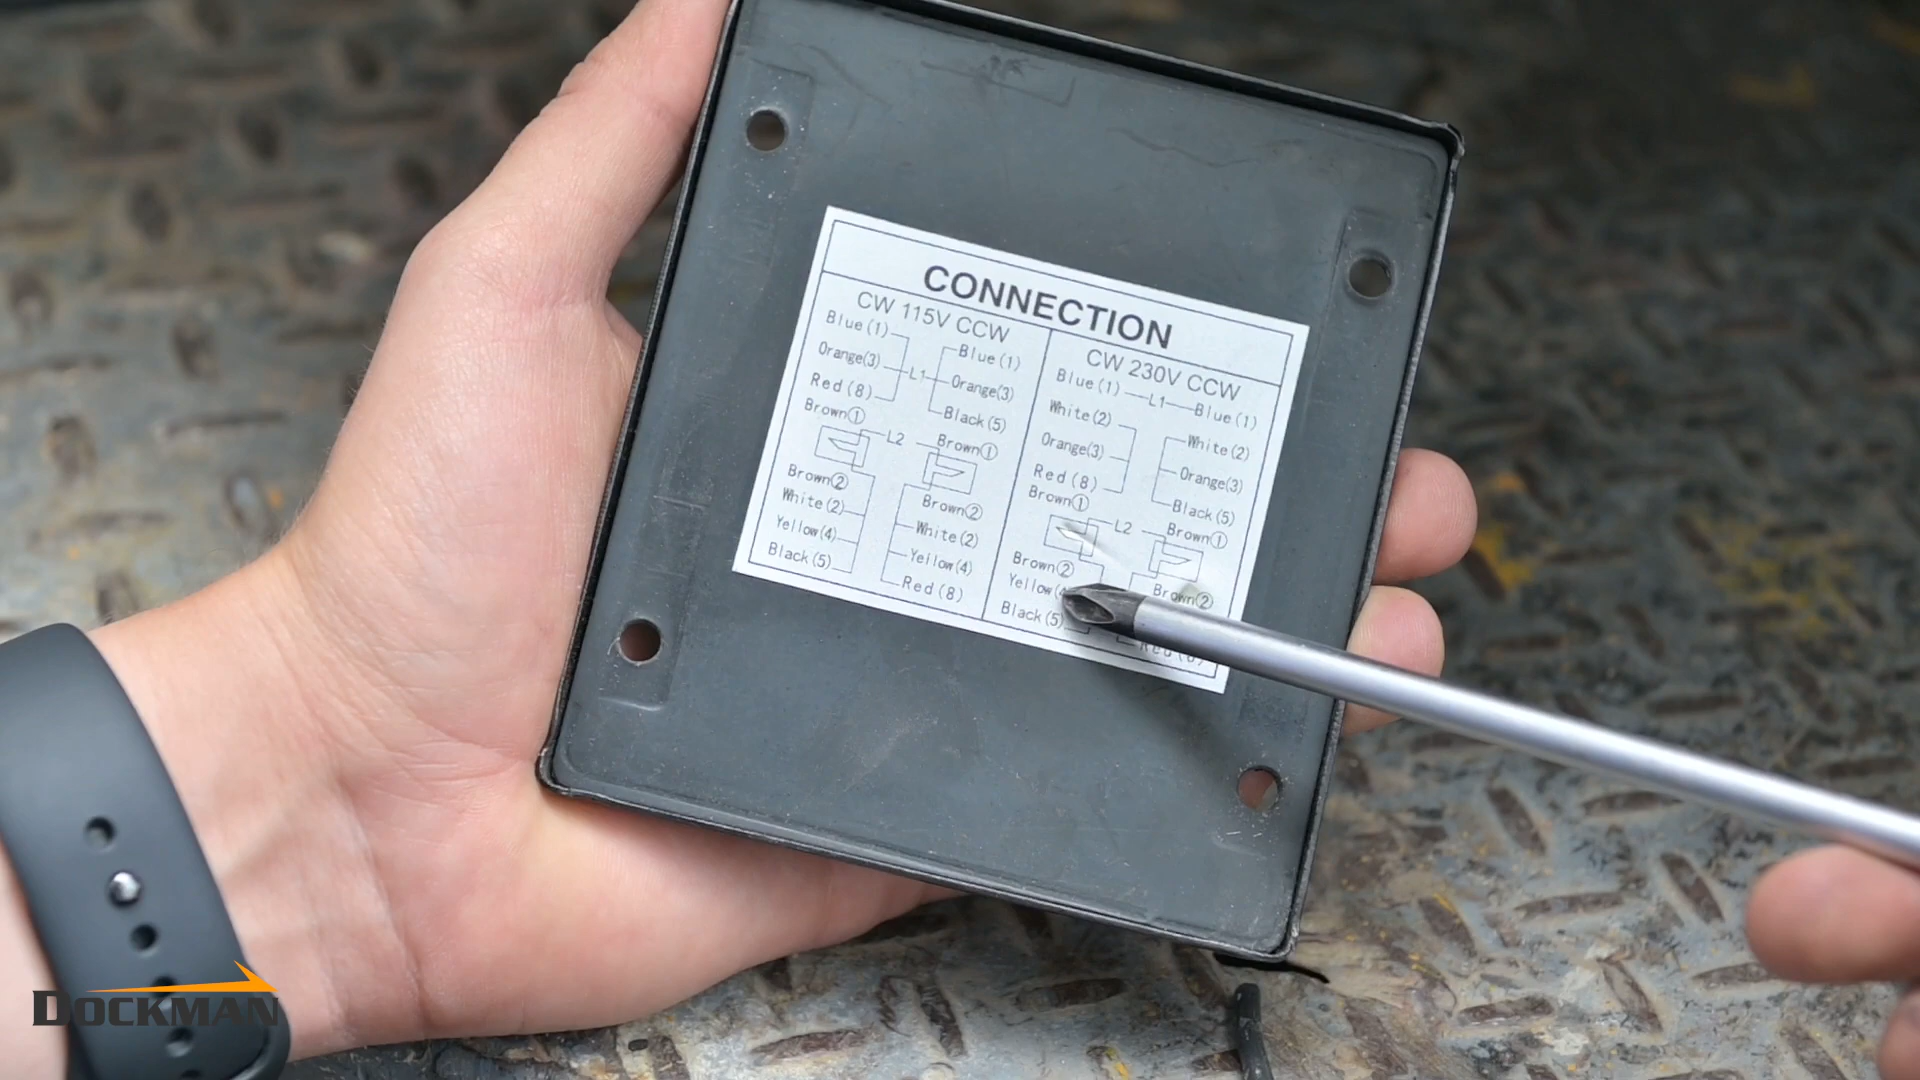 CONNECTION
CW 115V CCW
Blue(1)
Orange(3)
Red(8)
L1
Blue(1)
Orange(3)
Black(5)
Brown①
L2
Brown①
Brown②
White(2)
Yellow(4)
Black(5)
Brown②
White(2)
Yellow(4)
Red(8)
CW 230V CCW
Blue(1)
L1
Blue(1)
White(2)
Orange(3)
Red(8)
White(2)
Orange(3)
Black(5)
Brown①
L2
Brown①
Brown②
Yellow(4
Black(5)
Brown②
DOCKMAN